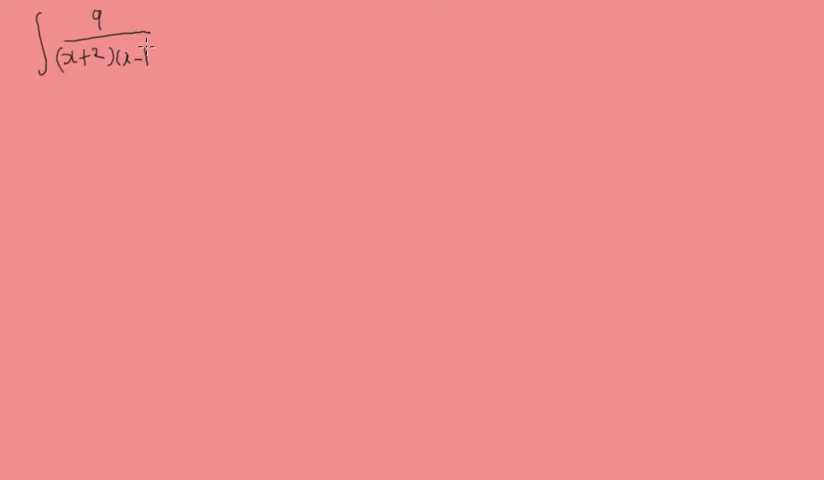 ∫ 9
(x+2)(x-1